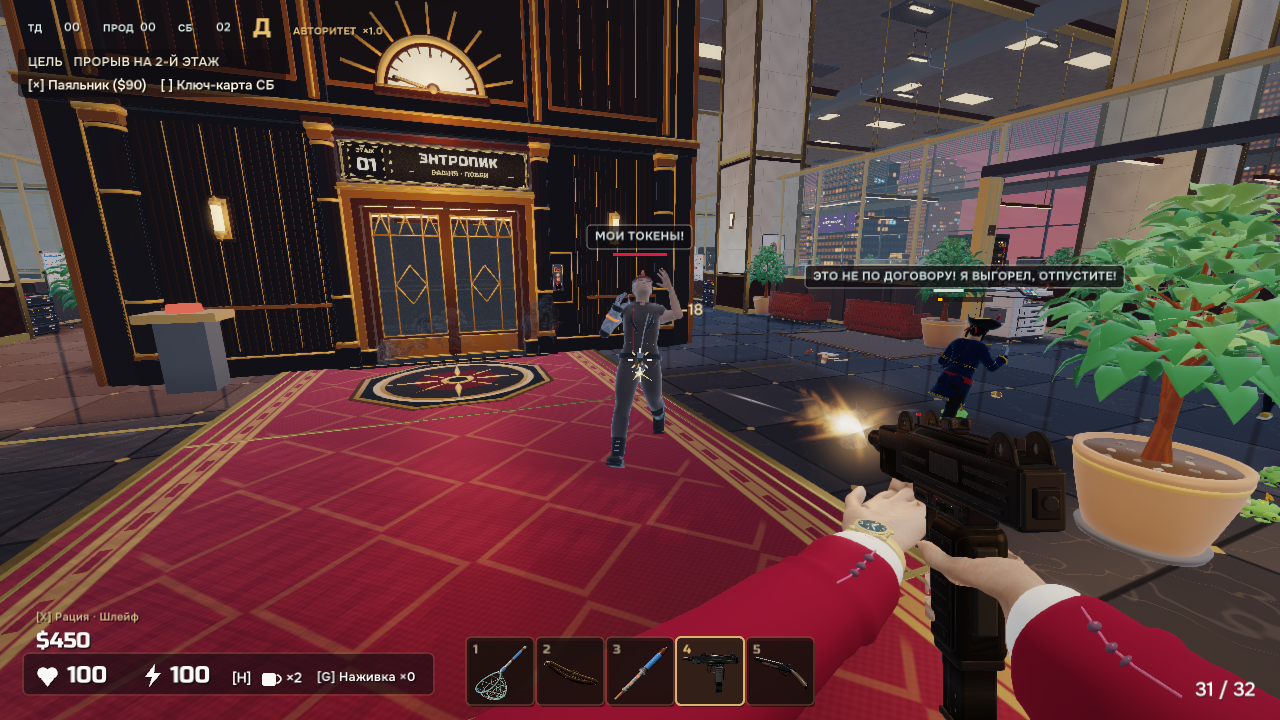 ТД 00 ПРОД 00 СБ 02 Д АВТОРИТЕТ ×1.0
ЦЕЛЬ ПРОРЫВ НА 2-Й ЭТАЖ
[×] Паяльник ($90) [ ] Ключ-карта СБ
ЭТАЖ
01
ЭНТРОПИК
БАШНЯ · ЛОББИ
МОИ ТОКЕНЫ!
ЭТО НЕ ПО ДОГОВОРУ! Я ВЫГОРЕЛ, ОТПУСТИТЕ!
-18
[X] Рация · Шлейф
$450
100 100 [H] ×2 [G] Наживка ×0
1 2 3 4 5
31 / 32